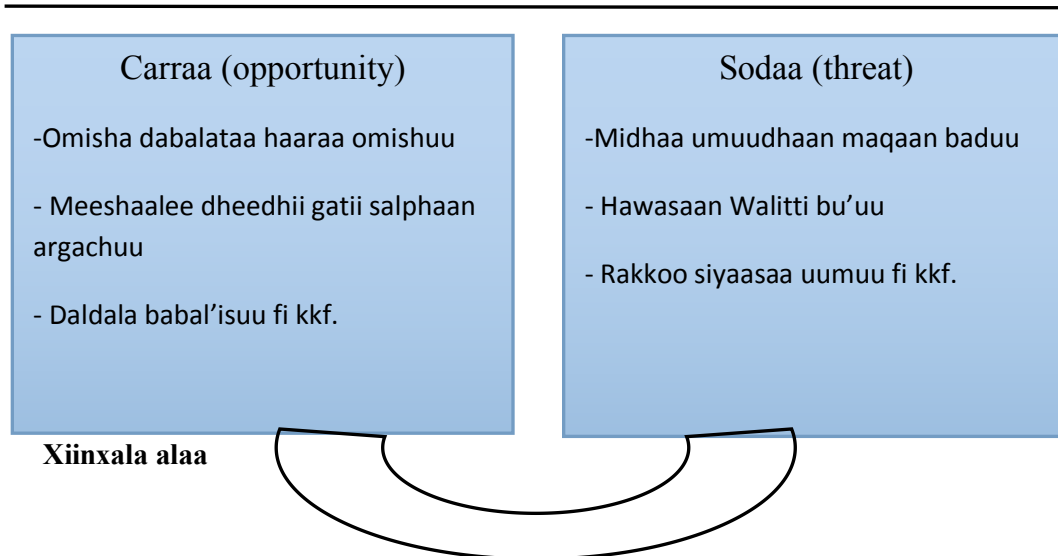 Carraa (opportunity)
-Omisha dabalataa haaraa omishuu
- Meeshaalee dheedhii gatii salphaan
argachuu
- Daldala babal’isuu fi kkf.
Sodaa (threat)
-Midhaa umuudhaan maqaan baduu
- Hawasaan Walitti bu’uu
- Rakkoo siyaasaa uumuu fi kkf.
Xiinxala alaa